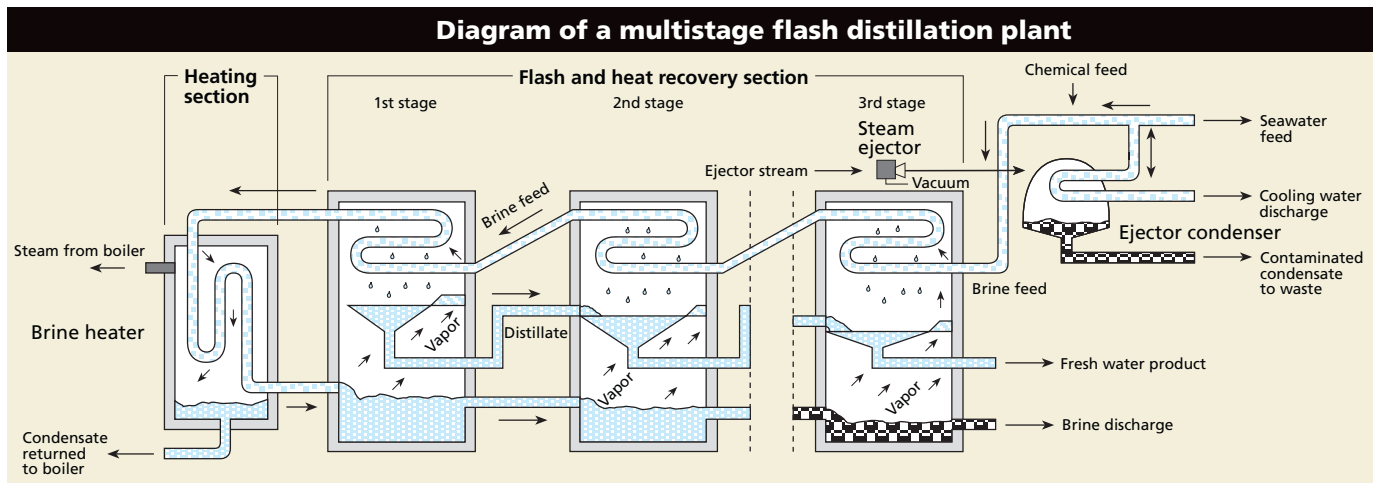 Diagram of a multistage flash distillation plant
Heating
section
Flash and heat recovery section
1st stage
2nd stage
3rd stage
Chemical feed
Steam
ejector
Seawater
feed
Ejector stream
Vacuum
Brine feed
Cooling water
discharge
Ejector condenser
Steam from boiler
Contaminated
condensate
to waste
Brine feed
Brine heater
Vapor
Distillate
Fresh water product
Vapor
Vapor
Brine discharge
Condensate
returned
to boiler